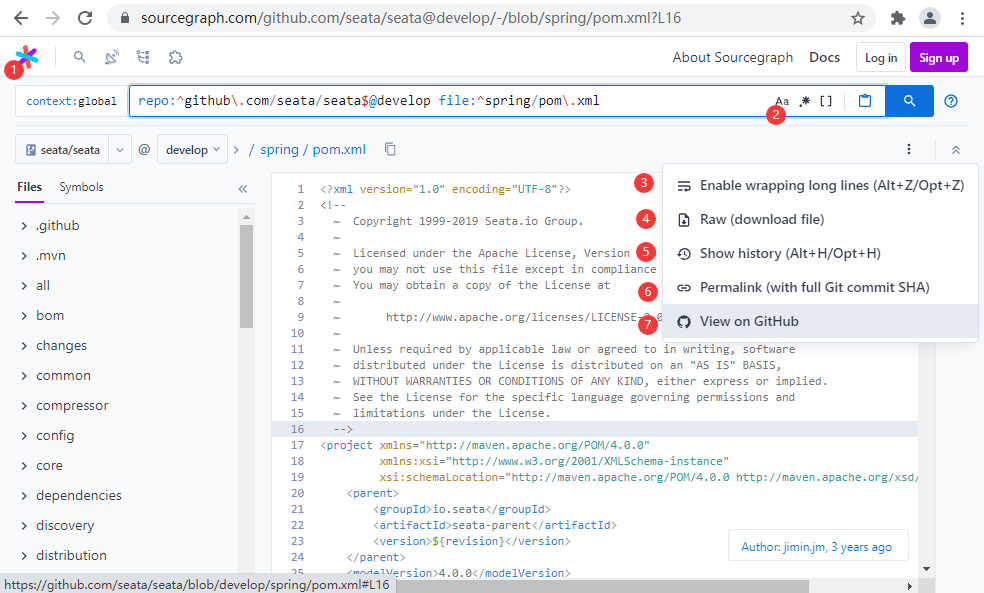 sourcegraph.com/github.com/seata/seata@develop/-/blob/spring/pom.xml?L16
1
About Sourcegraph
Docs
Log in
Sign up
context:global
repo:^github\.com/seata/seata$@develop file:^spring/pom\.xml
Aa .* []
2
seata/seata
@
develop
/ spring / pom.xml
Files
Symbols
.github
.mvn
all
bom
changes
common
compressor
config
core
dependencies
discovery
distribution
1 <?xml version="1.0" encoding="UTF-8"?>
2 <!--
3 ~ Copyright 1999-2019 Seata.io Group.
4 ~
5 ~ Licensed under the Apache License, Version
6 ~ you may not use this file except in compliance
7 ~ You may obtain a copy of the License at
8 ~
9 ~ http://www.apache.org/licenses/LICENSE-2.0
10 ~
11 ~ Unless required by applicable law or agreed to in writing, software
12 ~ distributed under the License is distributed on an "AS IS" BASIS,
13 ~ WITHOUT WARRANTIES OR CONDITIONS OF ANY KIND, either express or implied.
14 ~ See the License for the specific language governing permissions and
15 ~ limitations under the License.
16 -->
17 <project xmlns="http://maven.apache.org/POM/4.0.0"
18 xmlns:xsi="http://www.w3.org/2001/XMLSchema-instance"
19 xsi:schemaLocation="http://maven.apache.org/POM/4.0.0 http://maven.apache.org/xsd/
20 <parent>
21 <groupId>io.seata</groupId>
22 <artifactId>seata-parent</artifactId>
23 <version>${revision}</version>
24 </parent>
25 <modelVersion>4.0.0</modelVersion>
3 Enable wrapping long lines (Alt+Z/Opt+Z)
4 Raw (download file)
5 Show history (Alt+H/Opt+H)
6 Permalink (with full Git commit SHA)
7 View on GitHub
Author: jimin.jm, 3 years ago
https://github.com/seata/seata/blob/develop/spring/pom.xml#L16